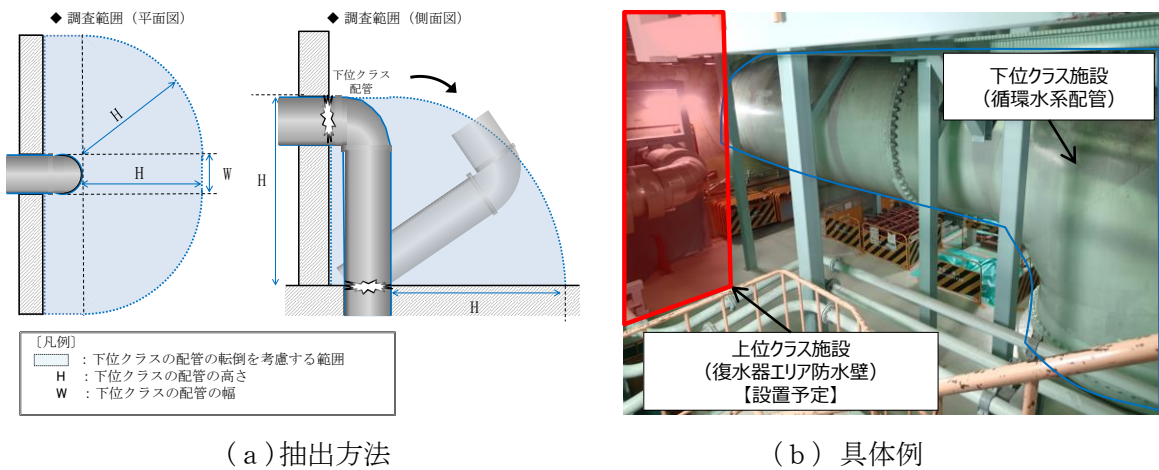 ◆ 調査範囲（平面図）
H
H
W
◆ 調査範囲（側面図）
下位クラス
配管
H
H
［凡例］
：下位クラスの配管の転倒を考慮する範囲
H ：下位クラスの配管の高さ
W ：下位クラスの配管の幅
(a)抽出方法
下位クラス施設
（循環水系配管）
上位クラス施設
（復水器エリア防水壁）
【設置予定】
(b) 具体例